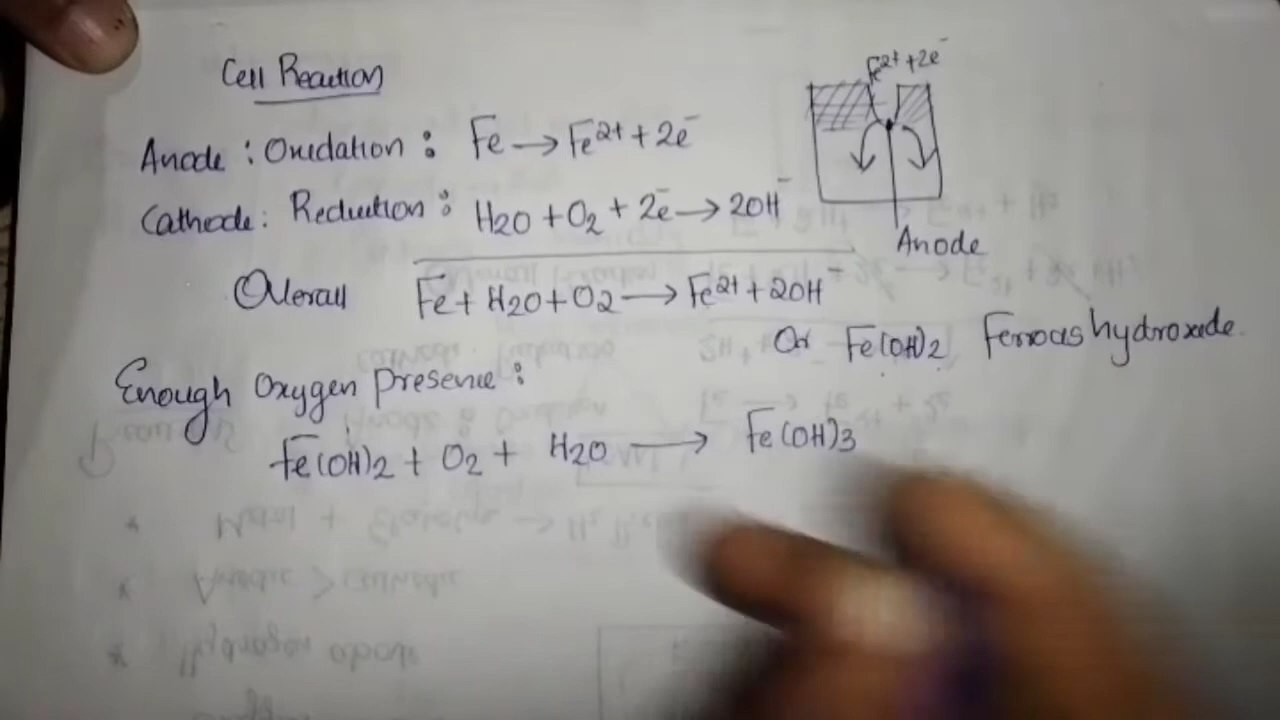 Cell Reaction
Fe²⁺ + 2e⁻
Anode : Oxidation : Fe → Fe²⁺ + 2e⁻
Cathode : Reduction : H2O + O2 + 2e⁻ → 2OH⁻
Anode
Overall Fe + H2O + O2 → Fe²⁺ + 2OH⁻
Or Fe(OH)2 Ferrous hydroxide.
Enough Oxygen presence :
Fe(OH)2 + O2 + H2O → Fe(OH)3